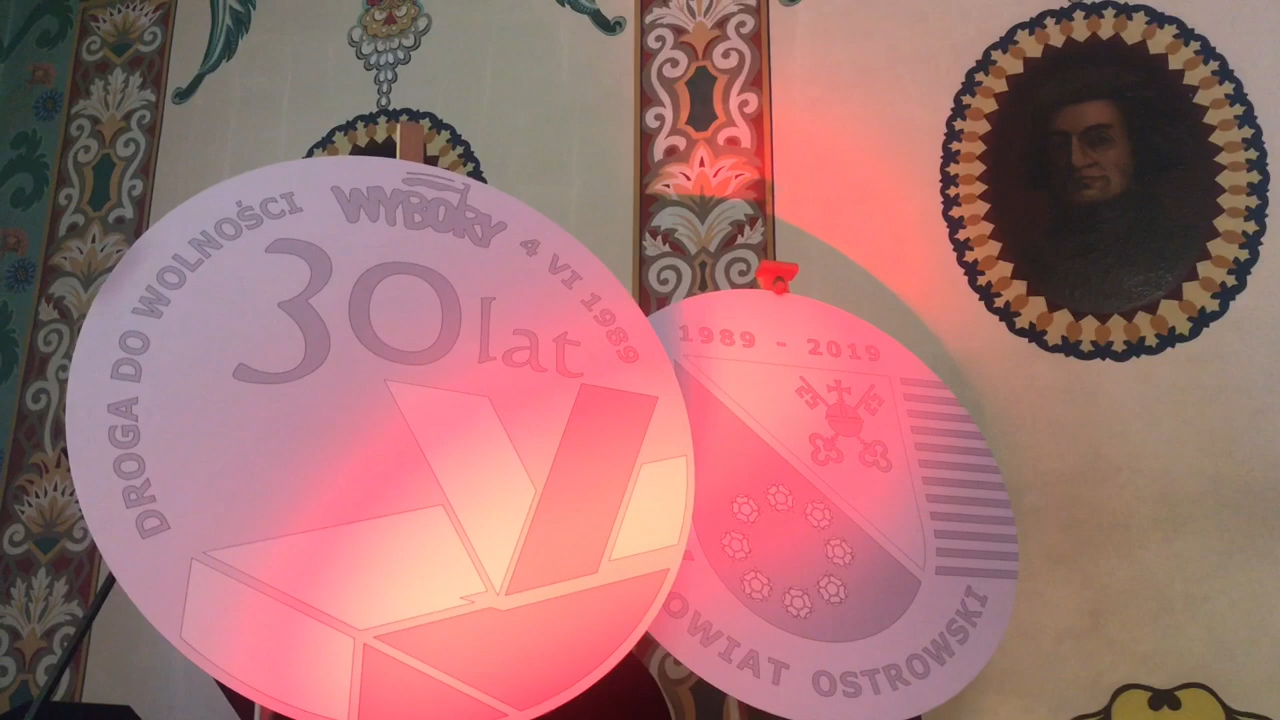 DROGA DO WOLNOŚCI
WYBORY 4 VI 1989
30 lat
1989 - 2019
OWIAT OSTROWSKI